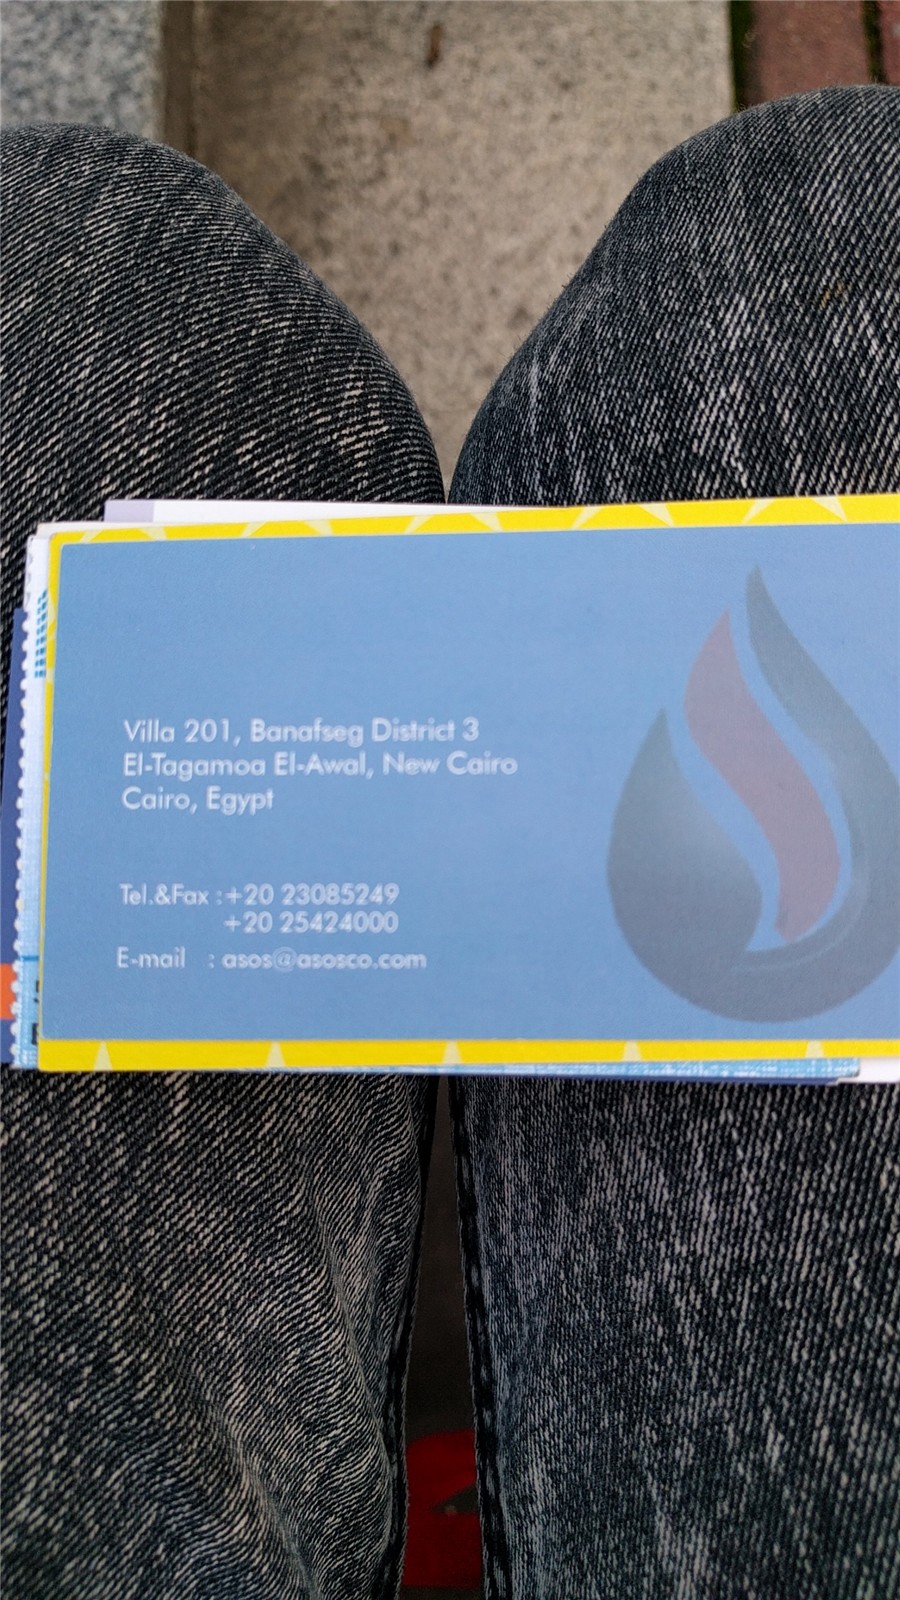 Villa 201, Banafseg District 3
El-Tagamoa El-Awal, New Cairo
Cairo, Egypt
Tel.&Fax :+20 23085249
+20 25424000
E-mail : asos@asosco.com